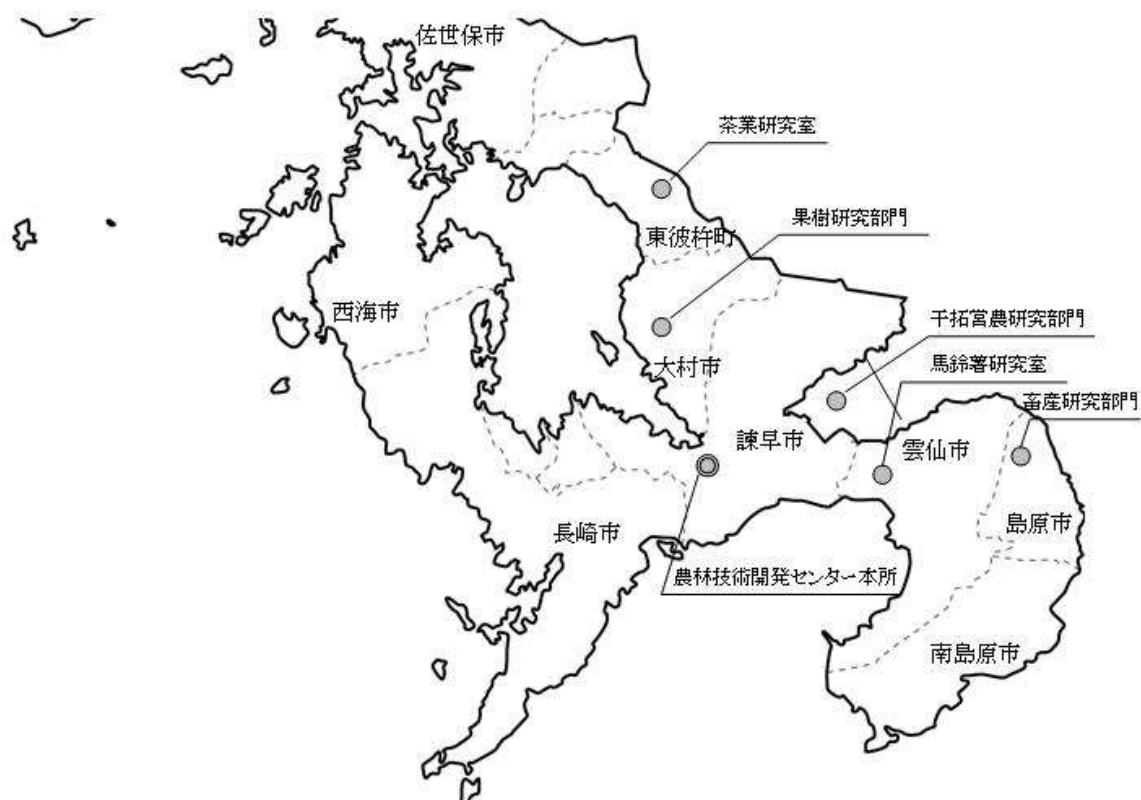 佐世保市
茶業研究室
果樹研究部門
東彼杵町
西海市
干拓営農研究部門
大村市
馬鈴薯研究室
畜産研究部門
諫早市
雲仙市
島原市
長崎市
農林技術開発センター本所
南島原市